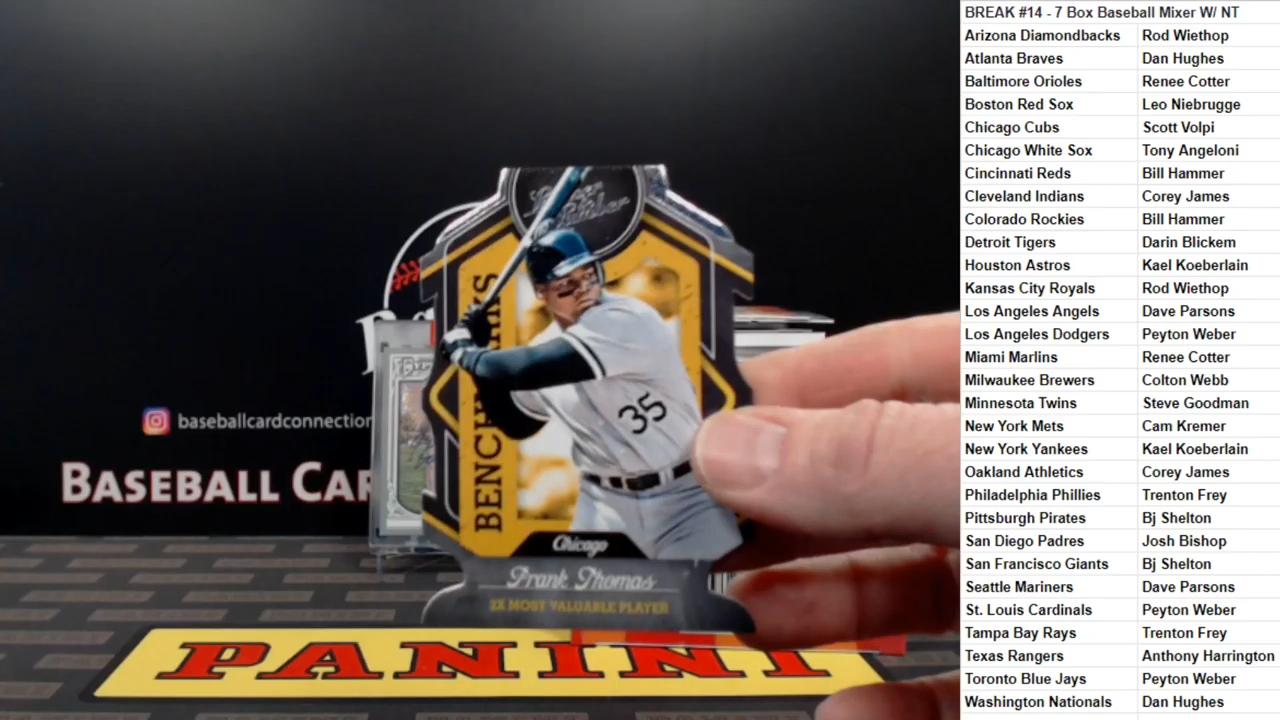 BREAK #14 - 7 Box Baseball Mixer W/ NT
Arizona Diamondbacks Rod Wiethop
Atlanta Braves Dan Hughes
Baltimore Orioles Renee Cotter
Boston Red Sox Leo Niebrugge
Chicago Cubs Scott Volpi
Chicago White Sox Tony Angeloni
Cincinnati Reds Bill Hammer
Cleveland Indians Corey James
Colorado Rockies Bill Hammer
Detroit Tigers Darin Blickem
Houston Astros Kael Koeberlain
Kansas City Royals Rod Wiethop
Los Angeles Angels Dave Parsons
Los Angeles Dodgers Peyton Weber
Miami Marlins Renee Cotter
Milwaukee Brewers Colton Webb
Minnesota Twins Steve Goodman
New York Mets Cam Kremer
New York Yankees Kael Koeberlain
Oakland Athletics Corey James
Philadelphia Phillies Trenton Frey
Pittsburgh Pirates Bj Shelton
San Diego Padres Josh Bishop
San Francisco Giants Bj Shelton
Seattle Mariners Dave Parsons
St. Louis Cardinals Peyton Weber
Tampa Bay Rays Trenton Frey
Texas Rangers Anthony Harrington
Toronto Blue Jays Peyton Weber
Washington Nationals Dan Hughes
35
Chicago
Frank Thomas
2X MOST VALUABLE PLAYER
baseballcardconnection
BASEBALL CAR
PANINI